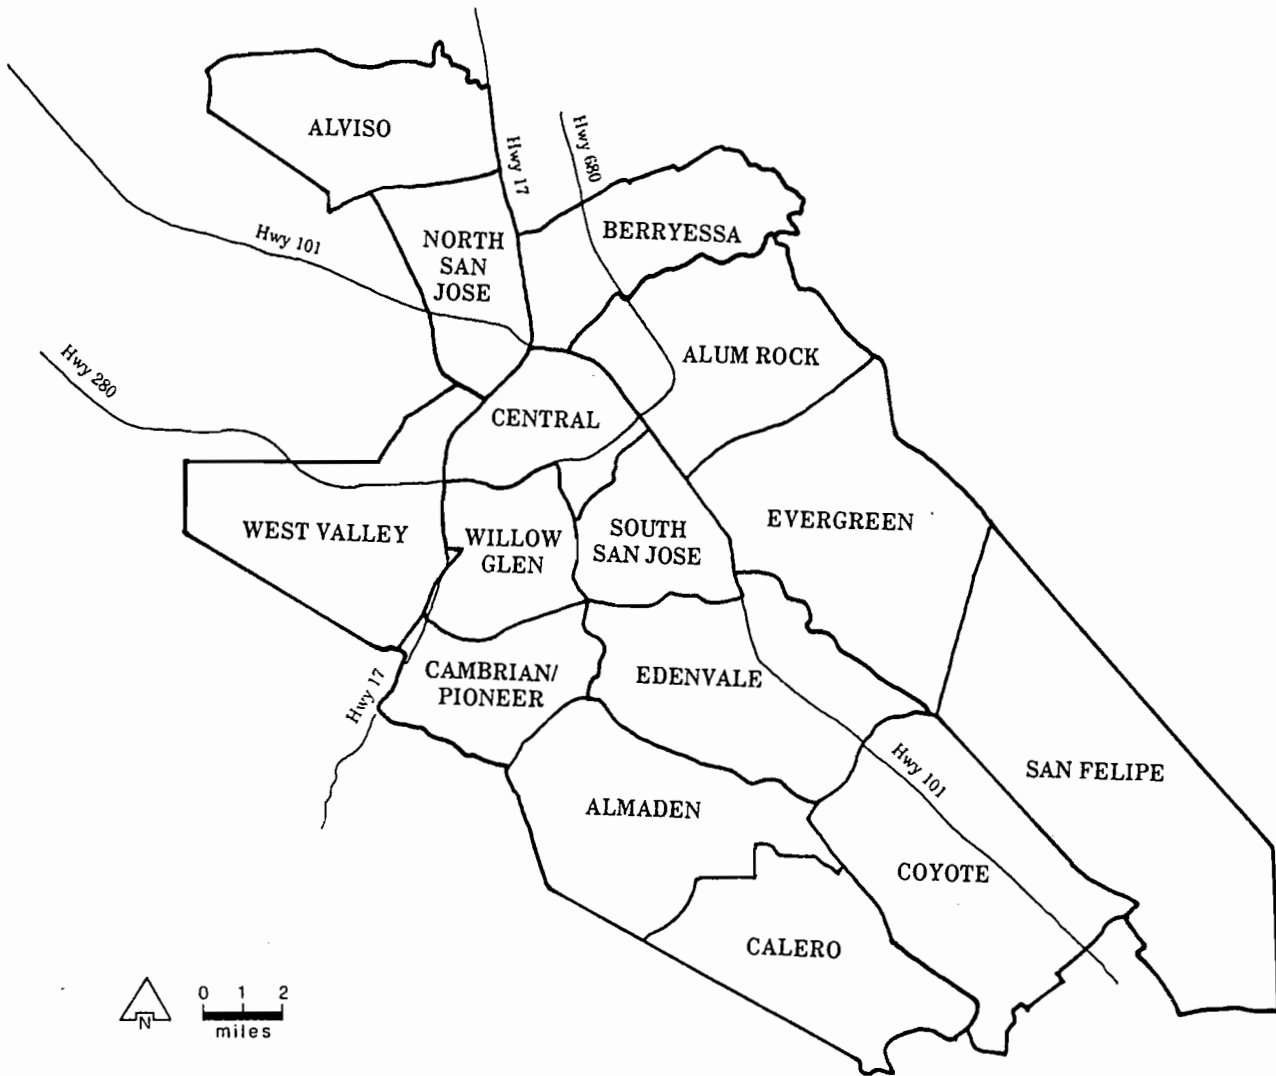 ALVISO
Hwy 17
Hwy 680
BERRYESSA
Hwy 101
NORTH
SAN
JOSE
Hwy 280
ALUM ROCK
CENTRAL
WEST VALLEY
WILLOW
GLEN
SOUTH
SAN JOSE
EVERGREEN
CAMBRIAN/
PIONEER
EDENVALE
Hwy 17
Hwy 101
SAN FELIPE
ALMADEN
COYOTE
CALERO
N
0 1 2
miles